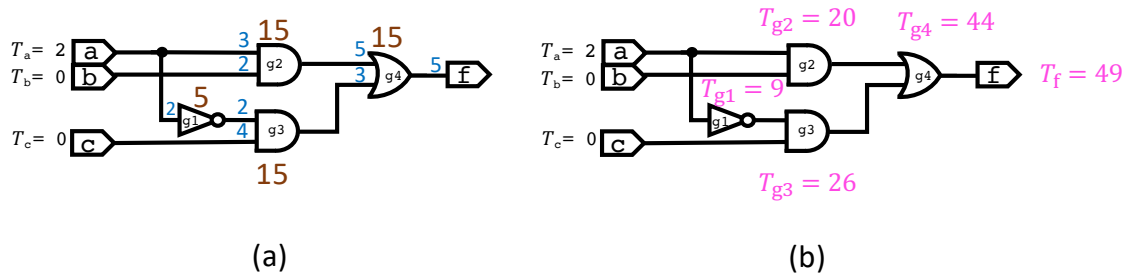 15
15
T_a = 2
a
3
g2
5
g4
5
f
T_b = 0
b
2
3
5
2
g1
2
g3
T_c = 0
c
4
15
(a)
T_g2 = 20
T_g4 = 44
T_a = 2
a
g2
g4
f
T_f = 49
T_b = 0
b
T_g1 = 9
g1
g3
T_c = 0
c
T_g3 = 26
(b)